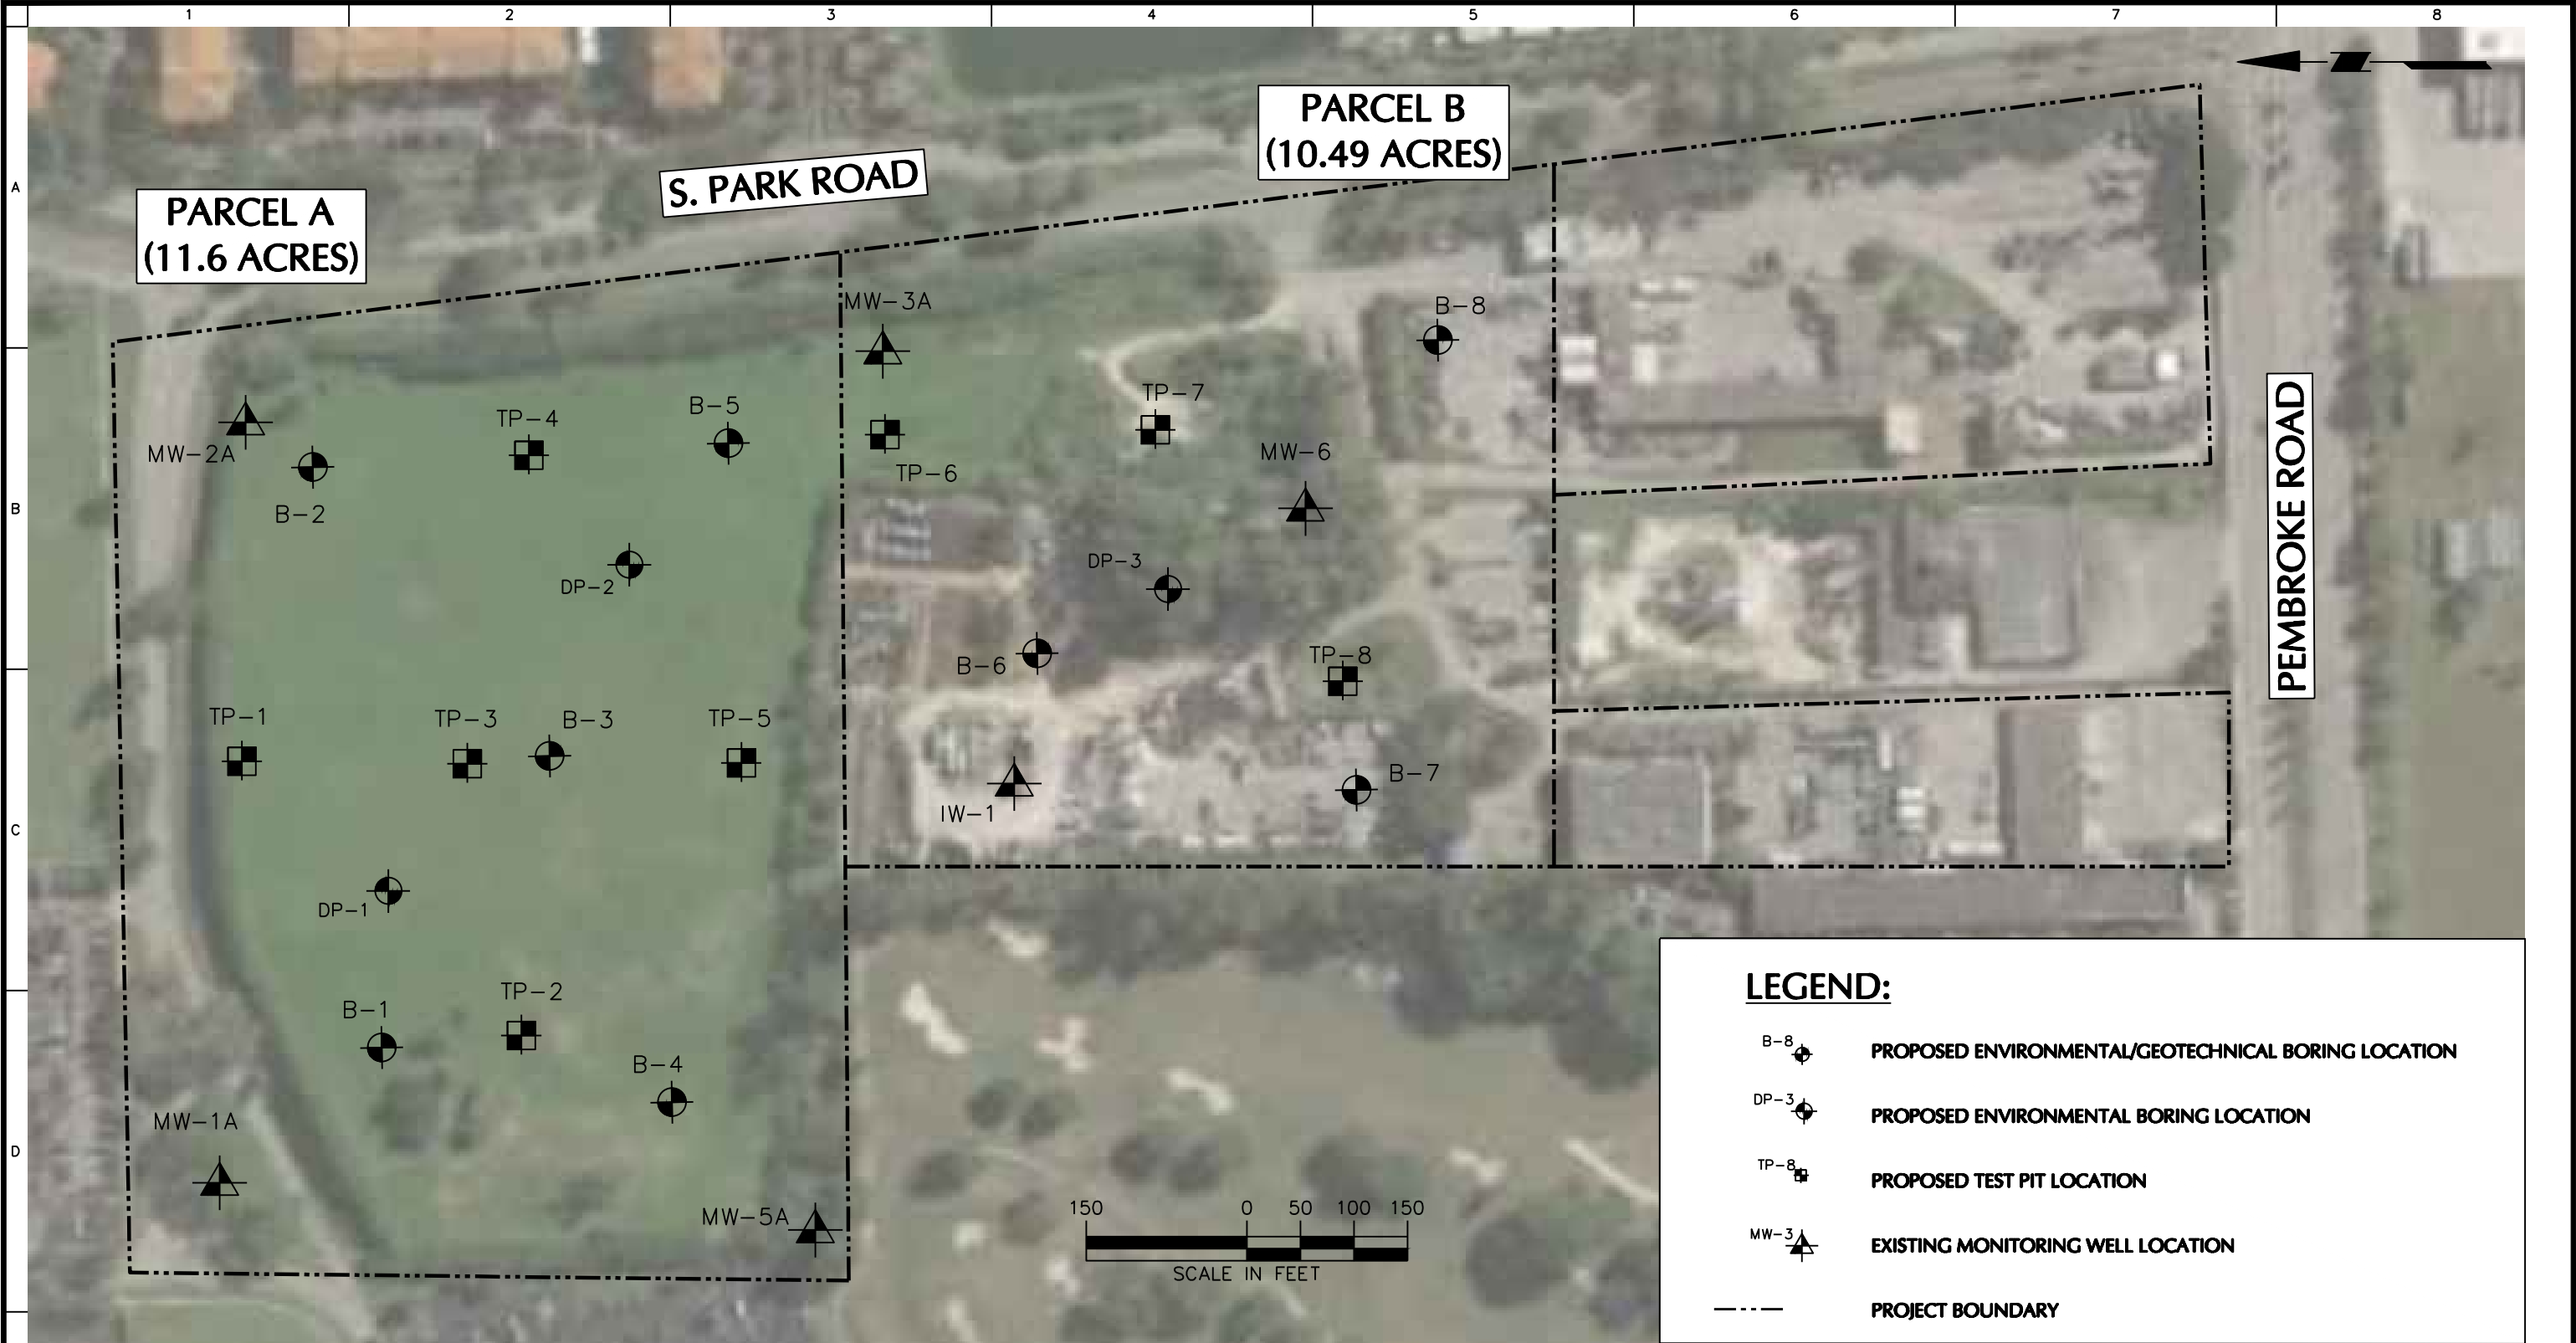 1 2 3 4 5 6 7 8
PARCEL B
(10.49 ACRES)
S. PARK ROAD
A
PARCEL A
(11.6 ACRES)
MW-3A
B-8
TP-7
TP-4
B-5
MW-2A
MW-6
TP-6
B
B-2
PEMBROKE ROAD
DP-3
DP-2
B-6
TP-8
TP-1
TP-3
B-3
TP-5
B-7
IW-1
C
DP-1
TP-2
B-1
B-4
MW-1A
D
MW-5A
150 0 50 100 150
SCALE IN FEET
LEGEND:
B-8 PROPOSED ENVIRONMENTAL/GEOTECHNICAL BORING LOCATION
DP-3 PROPOSED ENVIRONMENTAL BORING LOCATION
TP-8 PROPOSED TEST PIT LOCATION
MW-3 EXISTING MONITORING WELL LOCATION
PROJECT BOUNDARY